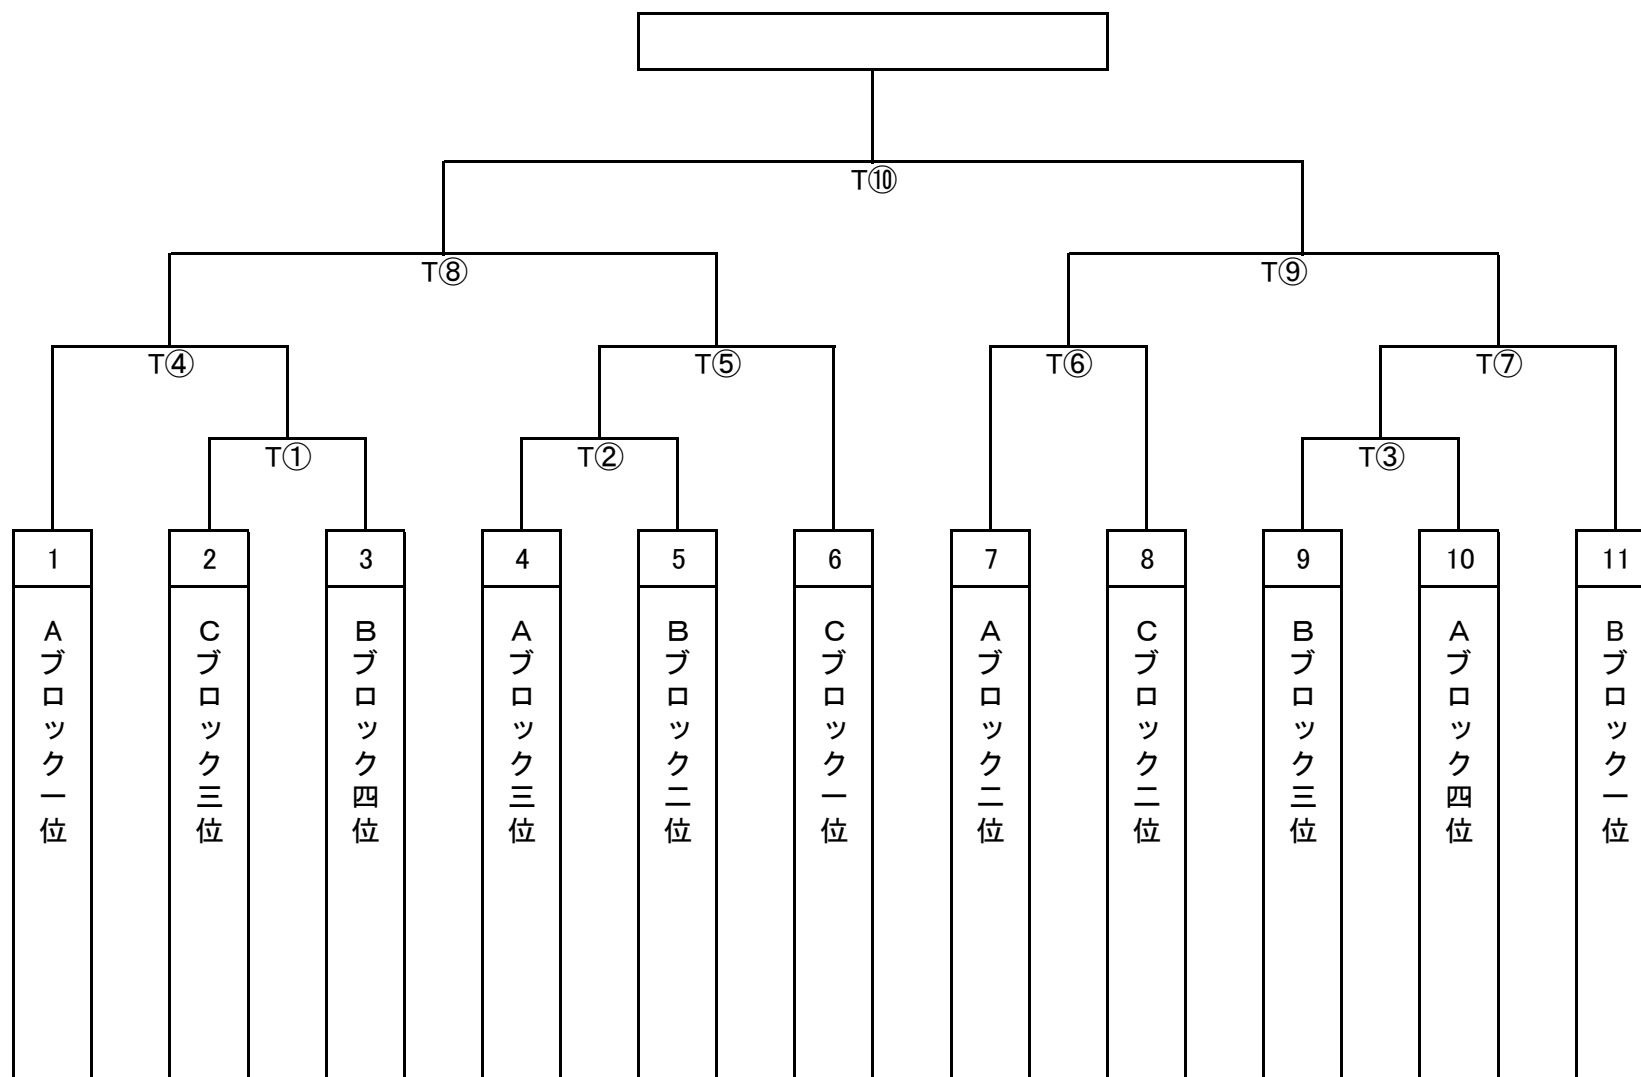 T⑩
T⑧
T⑨
T④
T⑤
T⑥
T⑦
T①
T②
T③
1
2
3
4
5
6
7
8
9
10
11
Aブロック一位
Cブロック三位
Bブロック四位
Aブロック三位
Bブロック二位
Cブロック一位
Aブロック二位
Cブロック二位
Bブロック三位
Aブロック四位
Bブロック一位